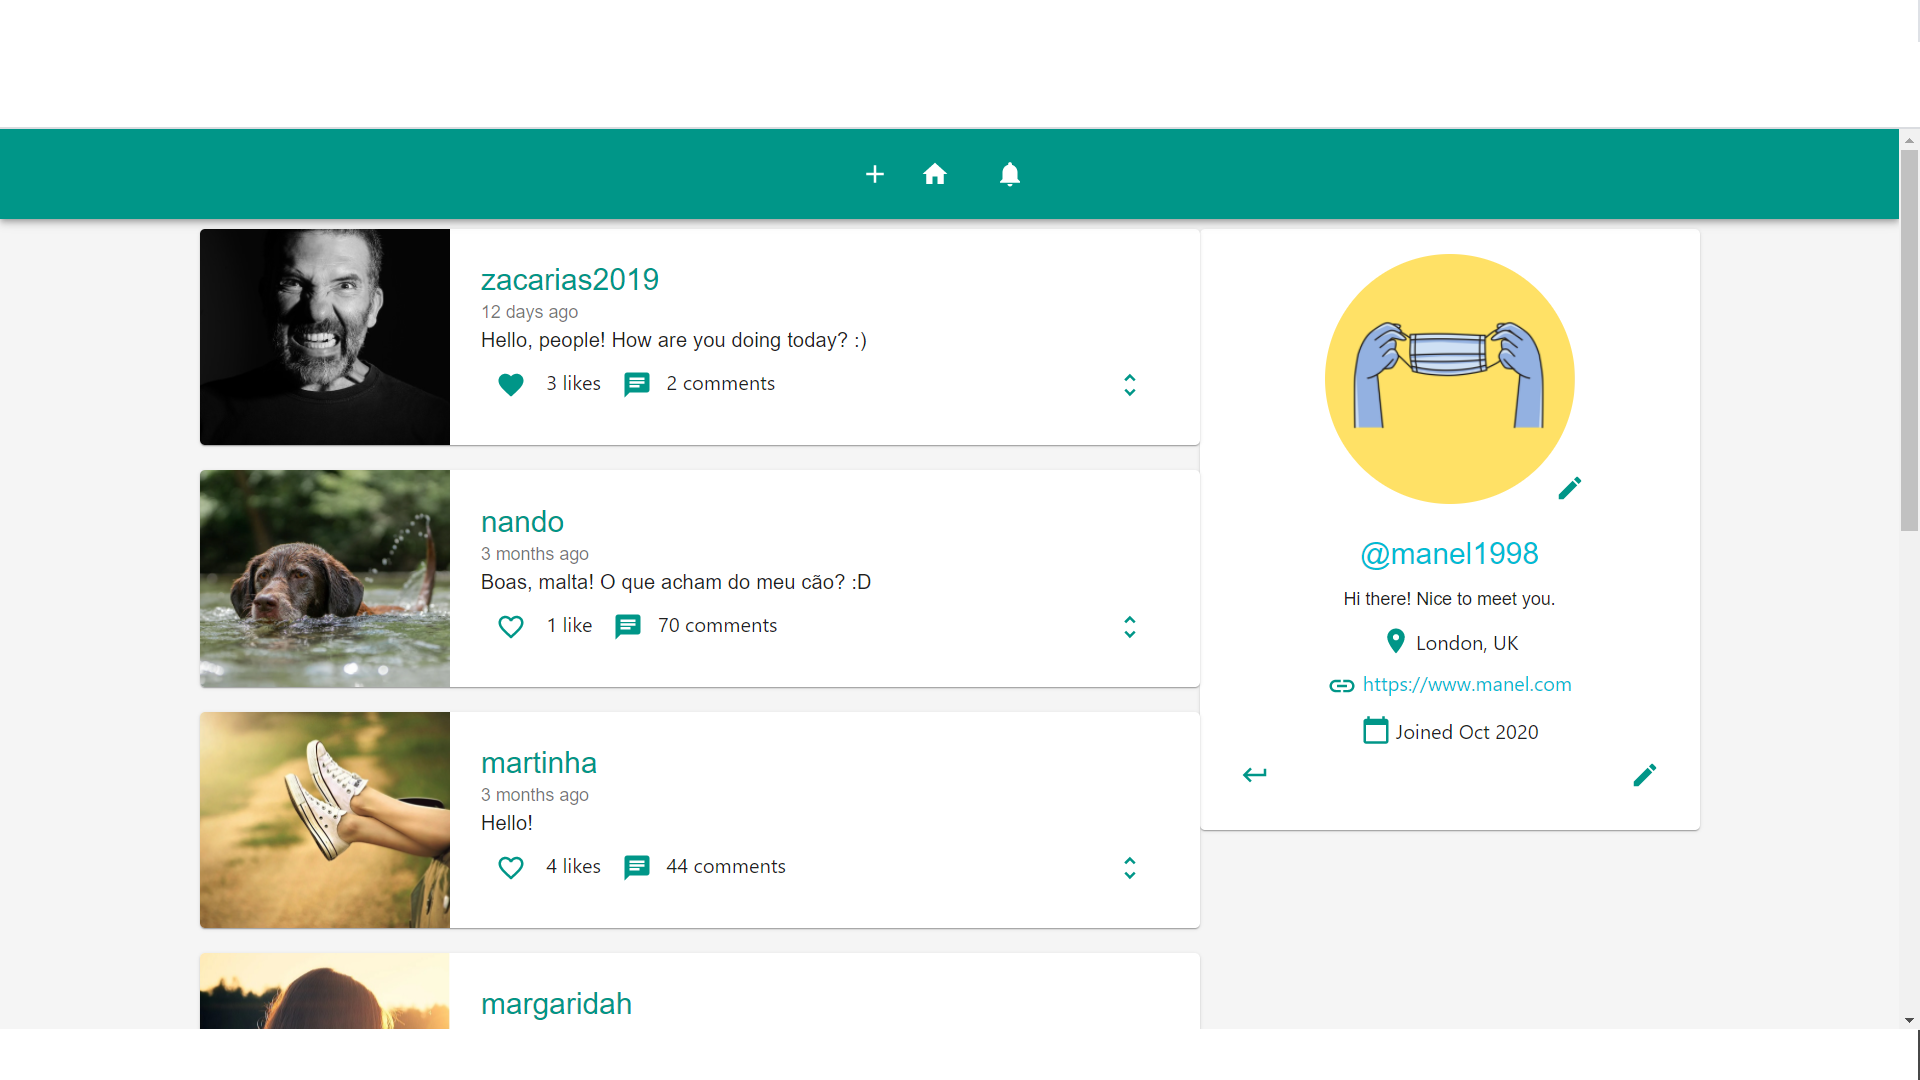 zacarias2019
12 days ago
Hello, people! How are you doing today? :)
3 likes 2 comments
nando
3 months ago
Boas, malta! O que acham do meu cão? :D
1 like 70 comments
martinha
3 months ago
Hello!
4 likes 44 comments
margaridah
@manel1998
Hi there! Nice to meet you.
London, UK
https://www.manel.com
Joined Oct 2020